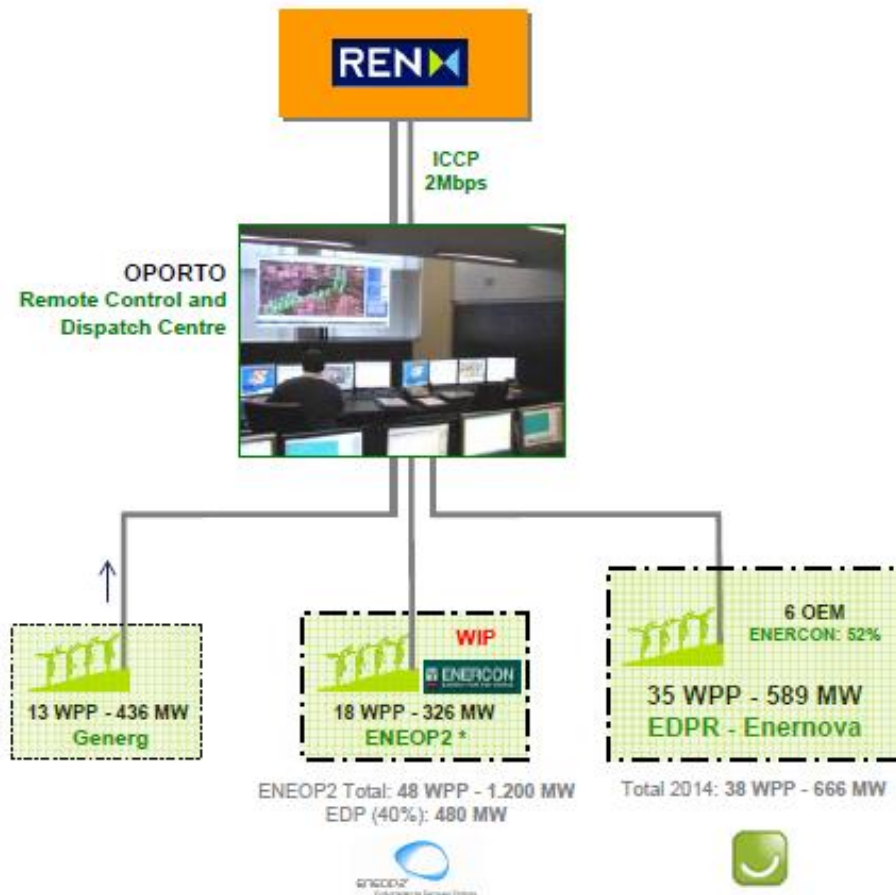 REN
ICCP
2Mbps
OPORTO
Remote Control and
Dispatch Centre
6 OEM
ENERCON: 52%
WIP
ENERCON
13 WPP - 436 MW
Generg
18 WPP - 326 MW
ENEOP2 *
35 WPP - 589 MW
EDPR - Enernova
ENEOP2 Total: 48 WPP - 1.200 MW
EDP (40%): 480 MW
Total 2014: 38 WPP - 666 MW
ENEOP2